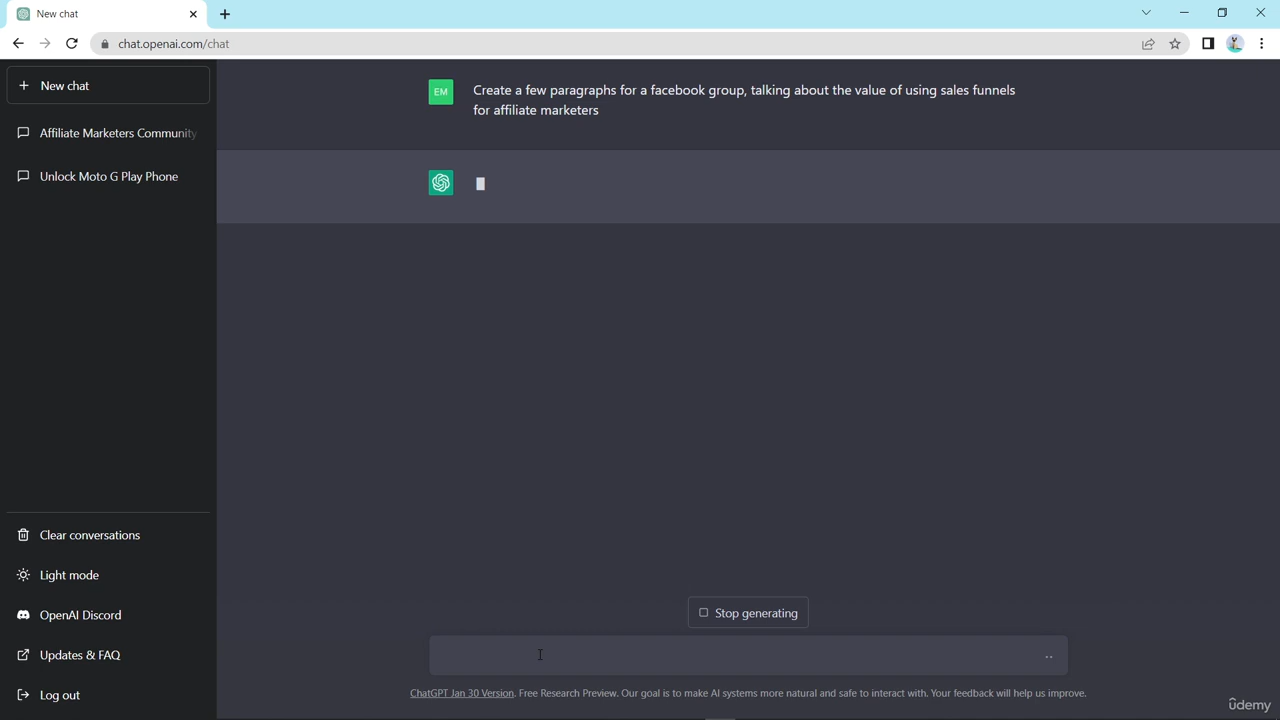 New chat
chat.openai.com/chat
New chat
Affiliate Marketers Community
Unlock Moto G Play Phone
EM
Create a few paragraphs for a facebook group, talking about the value of using sales funnels
for affiliate marketers
Stop generating
Clear conversations
Light mode
OpenAI Discord
Updates & FAQ
Log out
ChatGPT Jan 30 Version. Free Research Preview. Our goal is to make AI systems more natural and safe to interact with. Your feedback will help us improve.
ûdemy